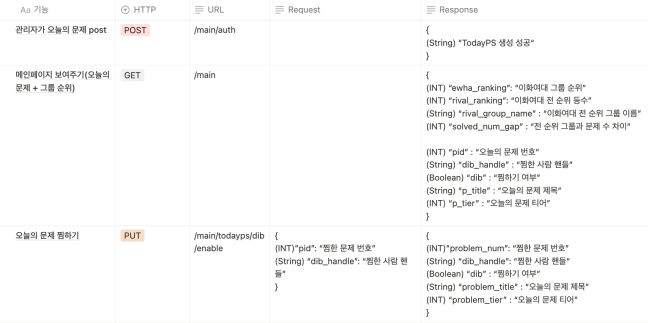 Aa 기능 HTTP URL Request Response
관리자가 오늘의 문제 post POST /main/auth {
(String) “TodayPS 생성 성공”
}
메인페이지 보여주기(오늘의 문제 + 그룹 순위) GET /main {
(INT) “ewha_ranking”: “이화여대 그룹 순위”
(INT) “rival_ranking”: “이화여대 전 순위 등수”
(String) “rival_group_name” : “이화여대 전 순위 그룹 이름”
(INT) “solved_num_gap” : “전 순위 그룹과 문제 수 차이”
(INT) “pid” : “오늘의 문제 번호”
(String) “dib_handle” : “찜한 사람 핸들”
(Boolean) “dib” : “찜하기 여부”
(String) “p_title” : “오늘의 문제 제목”
(INT) “p_tier” : “오늘의 문제 티어”
}
오늘의 문제 찜하기 PUT /main/todayps/dib
/enable
{
(INT)“pid”: “찜한 문제 번호”
(String) “dib_handle”: “찜한 사람 핸
들”
}
{
(INT)“problem_num”: “찜한 문제 번호”
(String) “dib_handle”: “찜한 사람 핸들”
(Boolean) “dib” : “찜하기 여부”
(String) “problem_title” : “오늘의 문제 제목”
(INT) “problem_tier” : “오늘의 문제 티어”
}